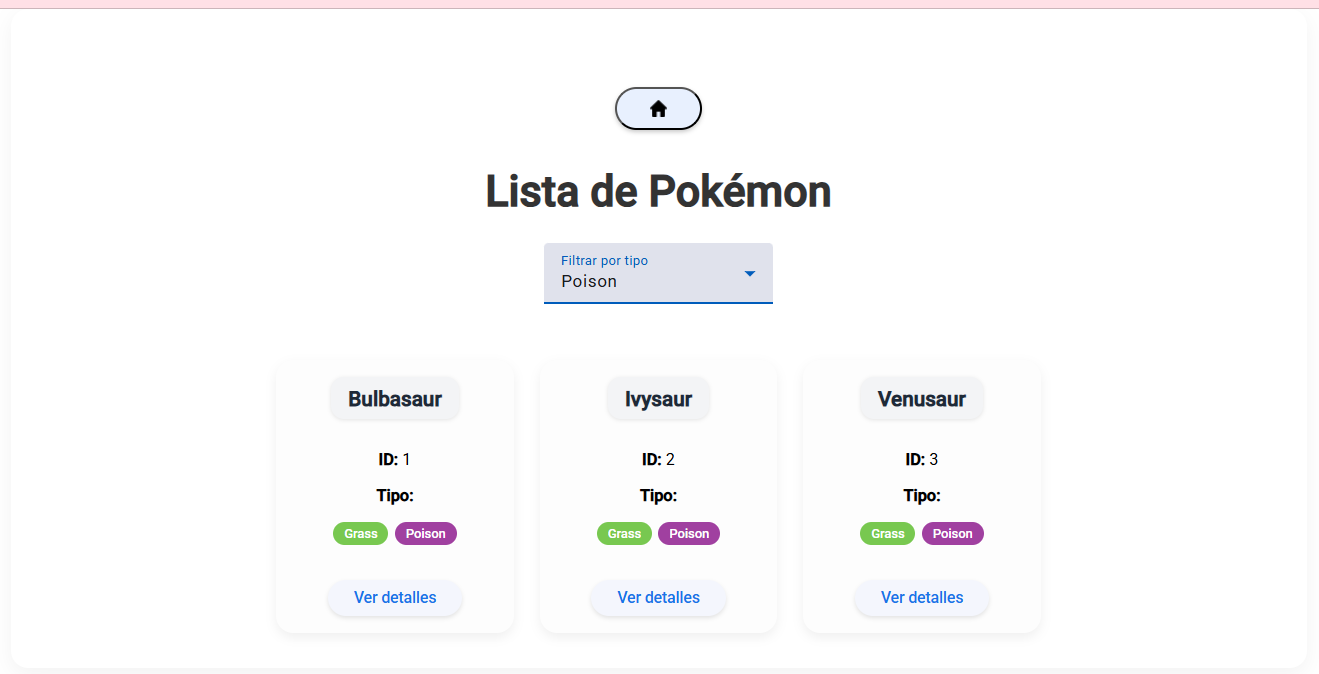 Lista de Pokémon
Filtrar por tipo
Poison
Bulbasaur
ID: 1
Tipo:
Grass Poison
Ver detalles
Ivysaur
ID: 2
Tipo:
Grass Poison
Ver detalles
Venusaur
ID: 3
Tipo:
Grass Poison
Ver detalles